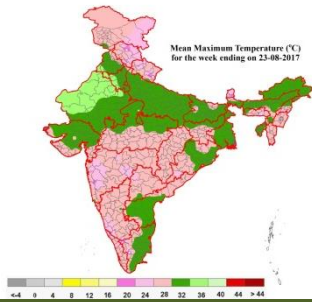 Mean Maximum Temperature (°C)
for the week ending on 23-08-2017
<-4 0 4 8 12 16 20 24 28 32 36 40 44 >44